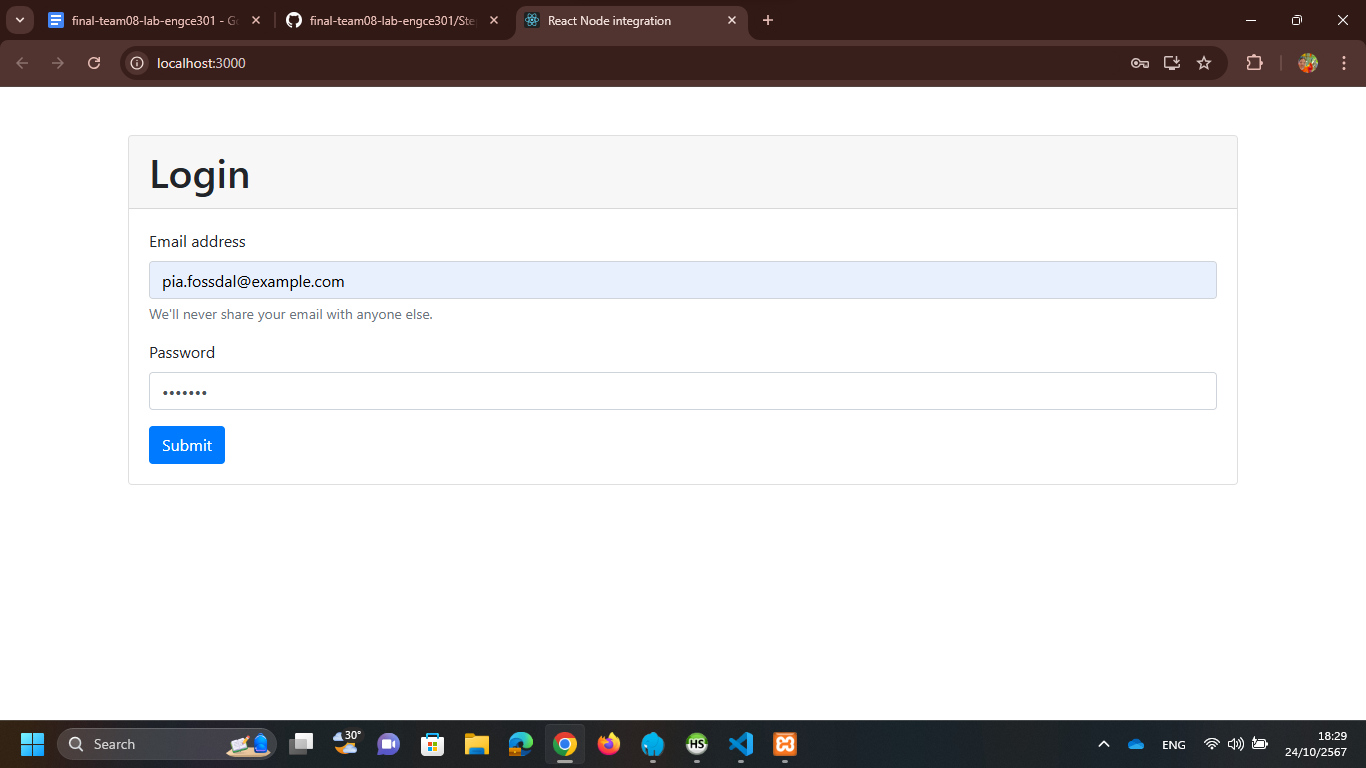 final-team08-lab-engce301 - G
final-team08-lab-engce301/Ste
React Node integration
localhost:3000
Login
Email address
pia.fossdal@example.com
We'll never share your email with anyone else.
Password
•••••••
Submit
Search
30°
HS
ENG
18:29
24/10/2567